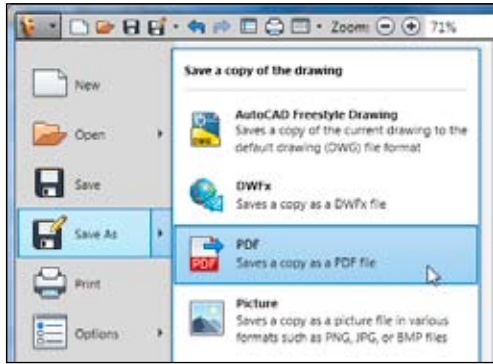 Zoom: 71%
Save a copy of the drawing
New
AutoCAD Freestyle Drawing
Saves a copy of the current drawing to the
default drawing (DWG) file format
Open
DWG
Save
DWFx
Saves a copy as a DWFx file
Save As
PDF
Saves a copy as a PDF file
PDF
Print
Picture
Saves a copy as a picture file in various
formats such as PNG, JPG, or BMP files
Options